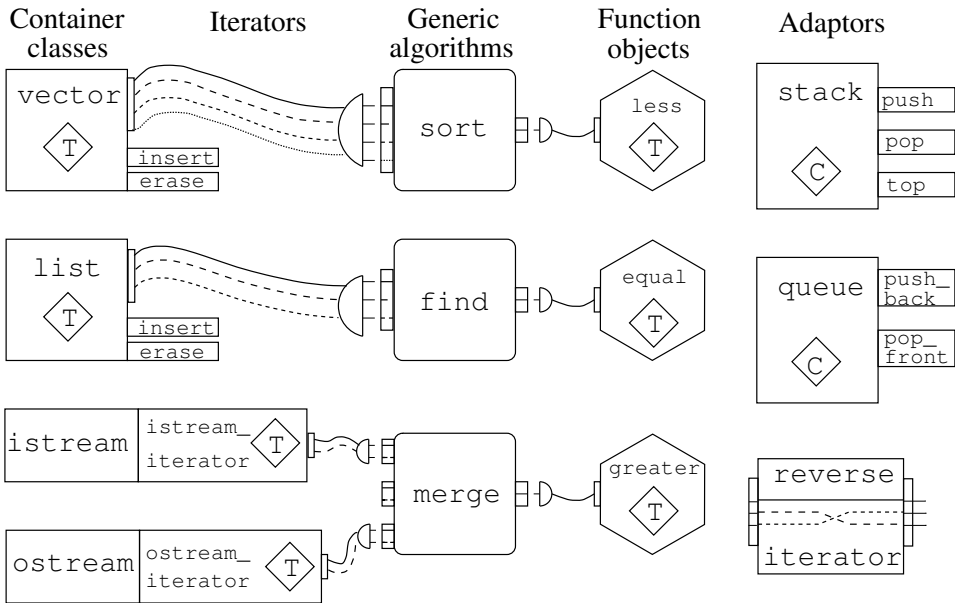 Container
classes
Iterators
Generic
algorithms
Function
objects
Adaptors
vector
T
insert
erase
sort
less
T
stack
C
push
pop
top
list
T
insert
erase
find
equal
T
queue
C
push_
back
pop_
front
istream
istream_
iterator
T
merge
greater
T
reverse
iterator
ostream
ostream_
iterator
T